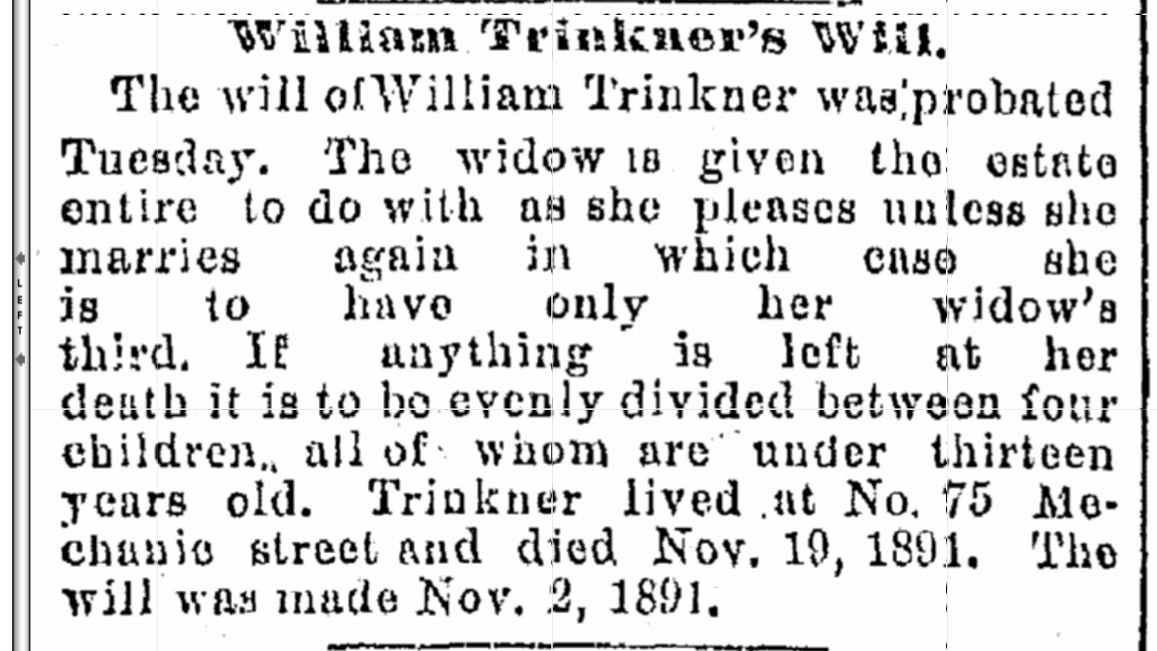 William Trinkner's Will.
The will of William Trinkner was probated
Tuesday. The widow is given the estate
entire to do with as she pleases unless she
marries again in which case she
is to have only her widow's
third. If anything is left at her
death it is to be evenly divided between four
children, all of whom are under thirteen
years old. Trinkner lived at No. 75 Me-
chanic street and died Nov. 19, 1891. The
will was made Nov. 2, 1891.
LEFT